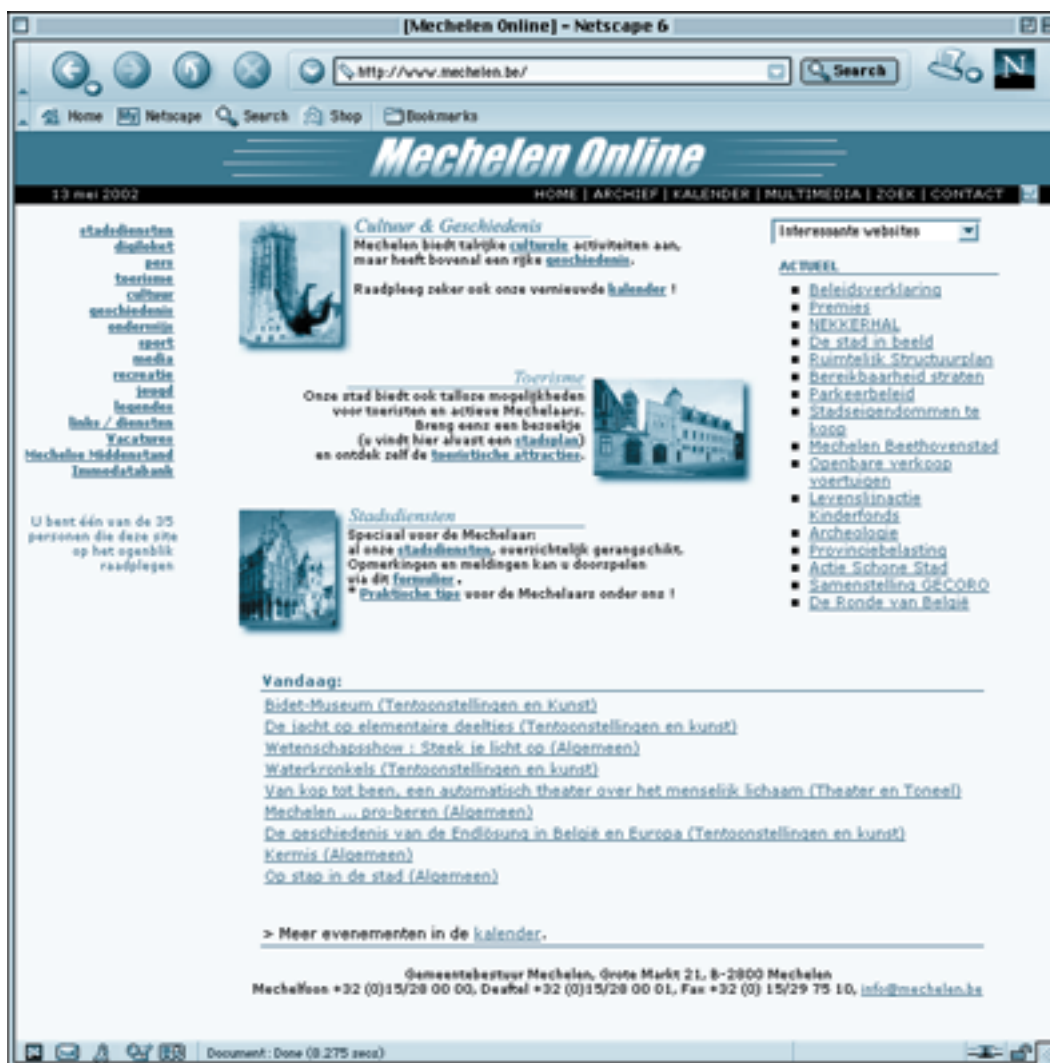 [Mechelen Online] - Netscape 6
http://www.mechelen.be/
Search
N
Home My Netscape Search Shop Bookmarks
Mechelen Online
13 mei 2002
HOME | ARCHIEF | KALENDER | MULTIMEDIA | ZOEK | CONTACT
stadsdiensten
digiloket
pers
toerisme
cultuur
geschiedenis
onderwijs
sport
media
recreatie
jeugd
legendes
links / diensten
Vacatures
Mechelse Middenstand
Immodatabank
U bent één van de 35
personen die deze site
op het ogenblik
raadplegen
Cultuur & Geschiedenis
Mechelen biedt talrijke culturele activiteiten aan,
maar heeft bovenal een rijke geschiedenis.
Raadpleeg zeker ook onze vernieuwde kalender !
Toerisme
Onze stad biedt ook talloze mogelijkheden
voor toeristen en actieve Mechelaars.
Breng eens een bezoekje
(u vindt hier alvast een stadsplan)
en ontdek zelf de toeristische attracties.
Stadsdiensten
Speciaal voor de Mechelaar:
al onze stadsdiensten, overzichtelijk gerangschikt.
Opmerkingen en meldingen kan u doorspelen
via dit formulier.
* Praktische tips voor de Mechelaars onder ons !
Interessante websites
ACTUEEL
Beleidsverklaring
Premies
NEKKERHAL
De stad in beeld
Ruimtelijk Structuurplan
Bereikbaarheid straten
Parkeerbeleid
Stadseigendommen te
koop
Mechelen Beethovenstad
Openbare verkoop
voertuigen
Levenslijnactie
Kinderfonds
Archeologie
Provinciebelasting
Actie Schone Stad
Samenstelling GECORO
De Ronde van België
Vandaag:
Bidet-Museum (Tentoonstellingen en Kunst)
De jacht op elementaire deeltjes (Tentoonstellingen en kunst)
Wetenschapsshow : Steek je licht op (Algemeen)
Waterkronkels (Tentoonstellingen en kunst)
Van kop tot been, een automatisch theater over het menselijk lichaam (Theater en Toneel)
Mechelen ... pro-beren (Algemeen)
De geschiedenis van de Endlösung in België en Europa (Tentoonstellingen en kunst)
Kermis (Algemeen)
Op stap in de stad (Algemeen)
> Meer evenementen in de kalender.
Gemeentebestuur Mechelen, Grote Markt 21, B-2800 Mechelen
Mechelfoon +32 (0)15/28 00 00, Deaftel +32 (0)15/28 00 01, Fax +32 (0) 15/29 75 10, info@mechelen.be
Document: Done (8.275 secs)